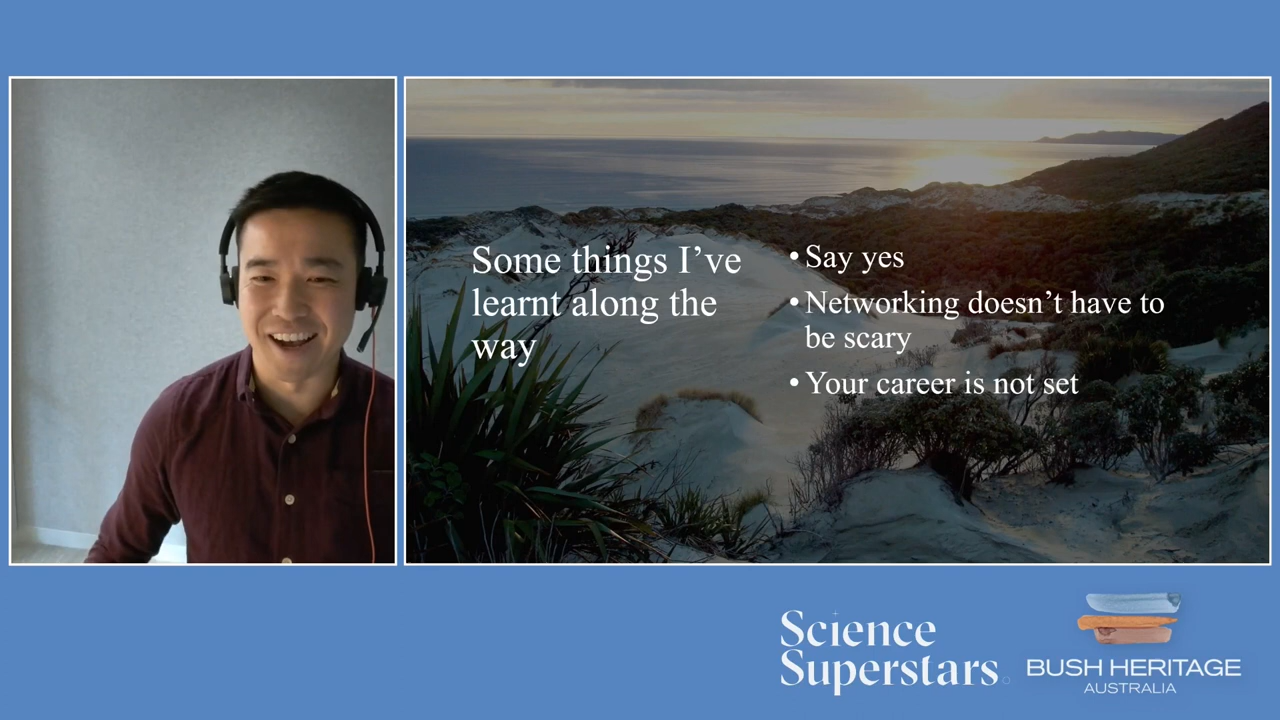 Some things I’ve
learnt along the
way
• Say yes
• Networking doesn’t have to
be scary
• Your career is not set
Science
Superstars
BUSH HERITAGE
AUSTRALIA